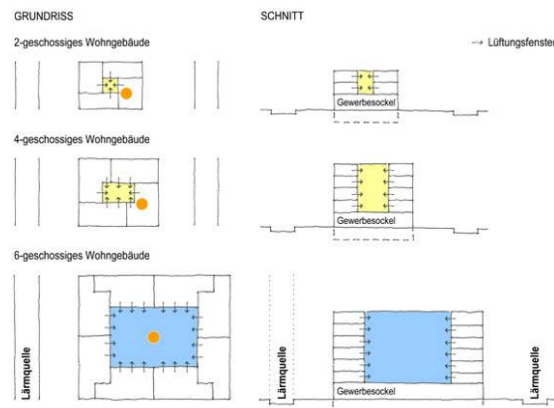 GRUNDRISS
SCHNITT
2-geschossiges Wohngebäude
→ Lüftungsfenster
Gewerbesockel
4-geschossiges Wohngebäude
Gewerbesockel
6-geschossiges Wohngebäude
Lärmquelle
Lärmquelle
Lärmquelle
Gewerbesockel